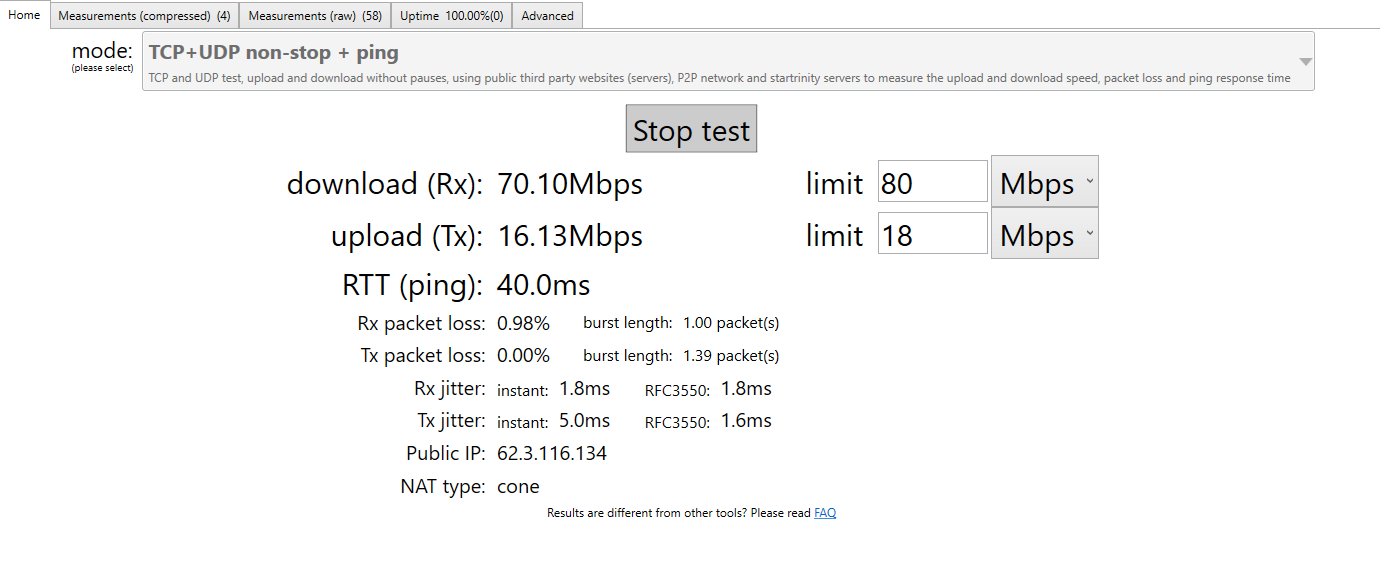 Home Measurements (compressed) (4) Measurements (raw) (58) Uptime 100.00%(0) Advanced
mode: TCP+UDP non-stop + ping
(please select) TCP and UDP test, upload and download without pauses, using public third party websites (servers), P2P network and startrinity servers to measure the upload and download speed, packet loss and ping response time
Stop test
download (Rx): 70.10Mbps limit 80 Mbps
upload (Tx): 16.13Mbps limit 18 Mbps
RTT (ping): 40.0ms
Rx packet loss: 0.98% burst length: 1.00 packet(s)
Tx packet loss: 0.00% burst length: 1.39 packet(s)
Rx jitter: instant: 1.8ms RFC3550: 1.8ms
Tx jitter: instant: 5.0ms RFC3550: 1.6ms
Public IP: 62.3.116.134
NAT type: cone
Results are different from other tools? Please read FAQ